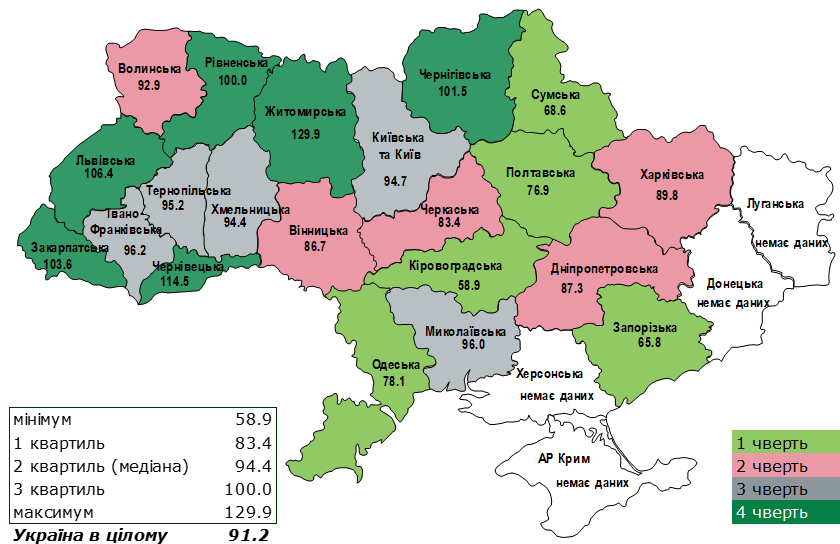 Волинська
92.9
Рівненська
100.0
Житомирська
129.9
Чернігівська
101.5
Сумська
68.6
Київська
та Київ
94.7
Львівська
106.4
Тернопільська
95.2
Хмельницька
94.4
Івано
Франківська
96.2
Закарпатська
103.6
Чернівецька
114.5
Вінницька
86.7
Черкаська
83.4
Полтавська
76.9
Харківська
89.8
Луганська
немає даних
Донецька
немає даних
Кіровоградська
58.9
Дніпропетровська
87.3
Запорізька
65.8
Миколаївська
96.0
Одеська
78.1
Херсонська
немає даних
АР Крим
немає даних
мінімум 58.9
1 квартиль 83.4
2 квартиль (медіана) 94.4
3 квартиль 100.0
максимум 129.9
Україна в цілому 91.2
1 чверть
2 чверть
3 чверть
4 чверть